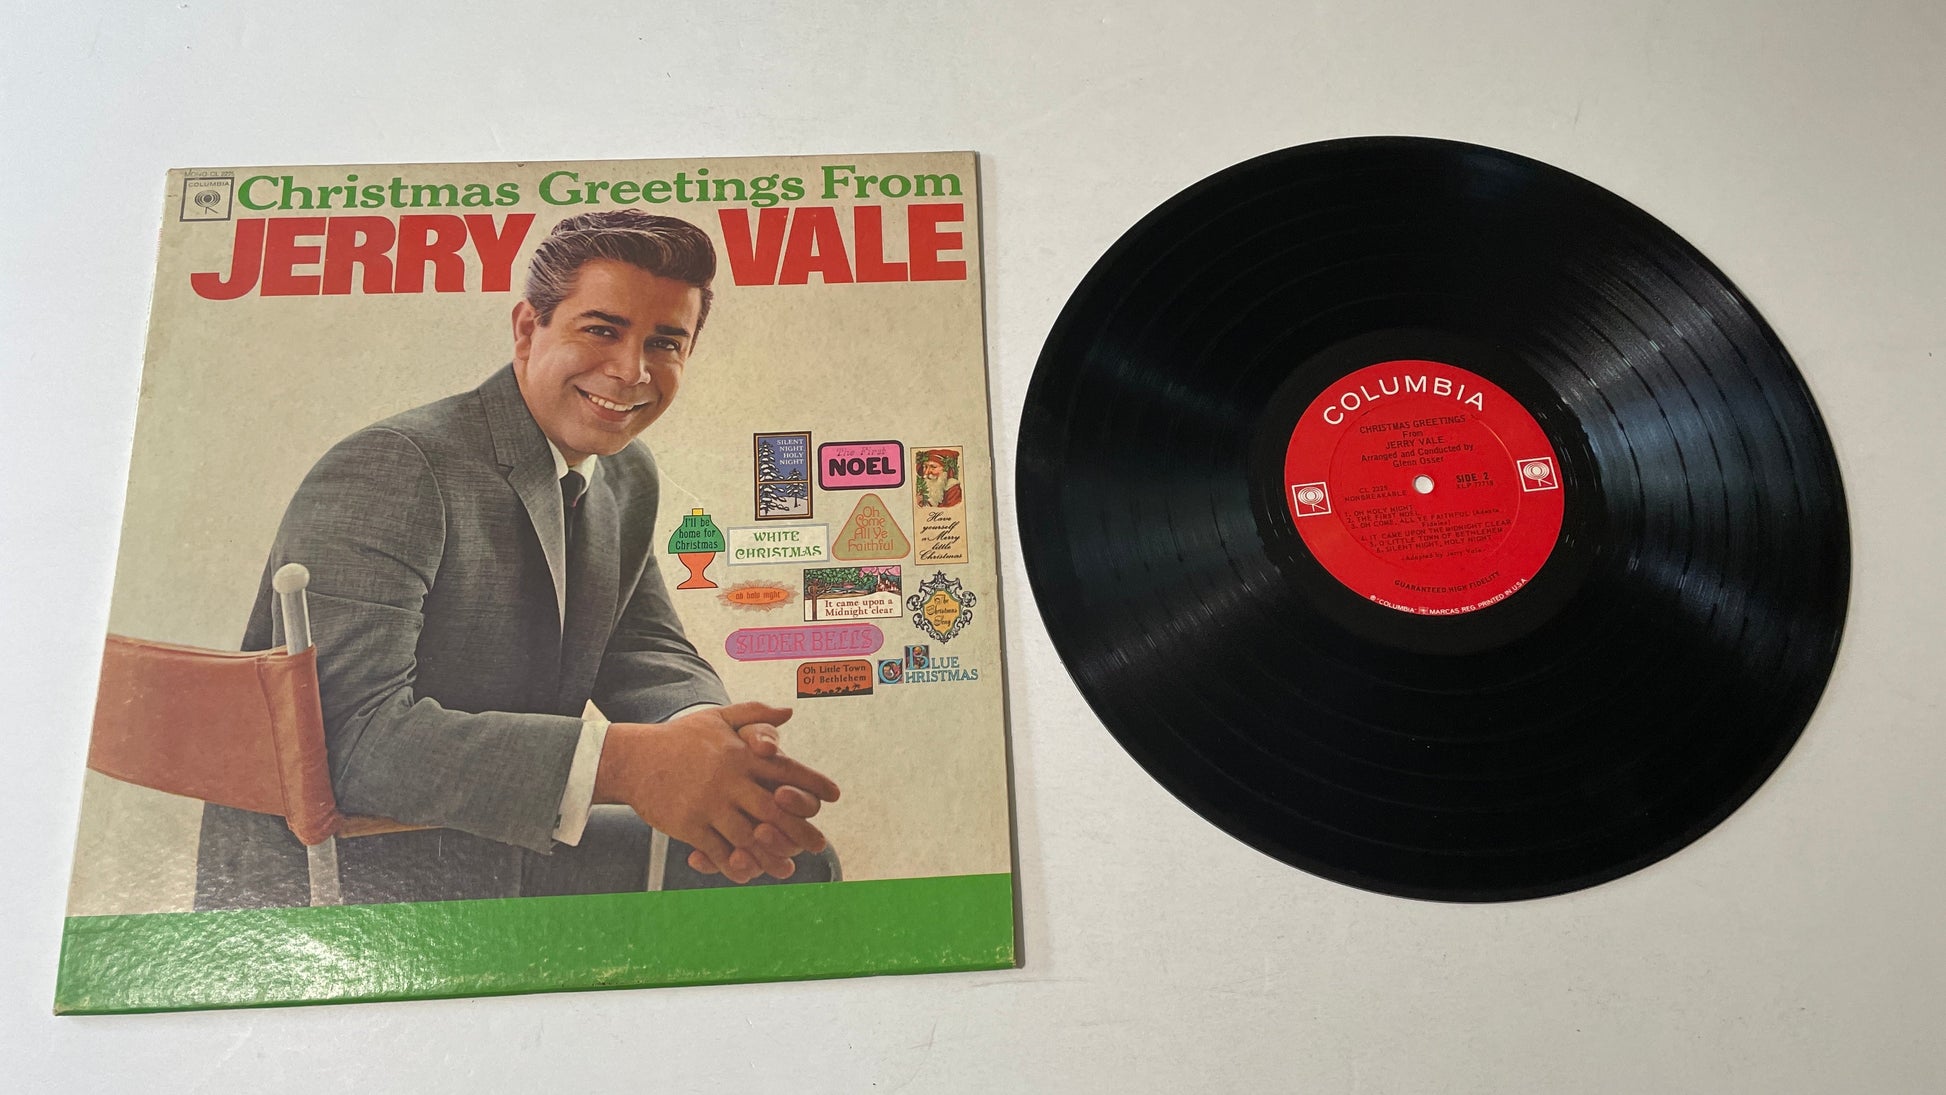 MONO-CL 2225
COLUMBIA
Christmas Greetings From
JERRY VALE
SILENT
NIGHT
HOLY
NIGHT
The First
NOEL
Have
yourself
a Merry
little
Christmas
I'll be
home for
Christmas
WHITE
CHRISTMAS
Oh
Come
All Ye
Faithful
oh holy night
It came upon a
Midnight clear
The
Christmas
Song
SILVER BELLS
Oh Little Town
Of Bethlehem
BLUE
CHRISTMAS
COLUMBIA
CHRISTMAS GREETINGS
From
JERRY VALE
Arranged and Conducted by
Glenn Osser
CL 2225
NONBREAKABLE
SIDE 2
1. OH HOLY NIGHT
2. THE FIRST NOEL
3. OH COME, ALL YE FAITHFUL (Adeste
Fideles)
4. IT CAME UPON THE MIDNIGHT CLEAR
5. O LITTLE TOWN OF BETHLEHEM
6. SILENT NIGHT, HOLY NIGHT
(Adapted by Jerry Vale)
GUARANTEED HIGH FIDELITY
® "COLUMBIA" MARCAS REG. PRINTED IN U.S.A.